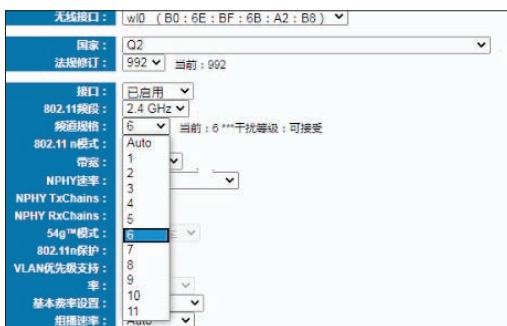 无线接口： wl0 （B0：6E：BF：6B：A2：B8）
国家： Q2
法规修订： 992 当前：992
接口： 已启用
802.11频段： 2.4 GHz
频道规格： 6 当前：6 ***干扰等级：可接受
802.11 n模式： Auto
带宽： 1
2
NPHY速率： 3
NPHY TxChains： 4
NPHY RxChains： 5
54g™模式： 6
802.11n保护： 7
VLAN优先级支持： 8
率： 9
10
基本费率设置： 11
组播速率： Auto